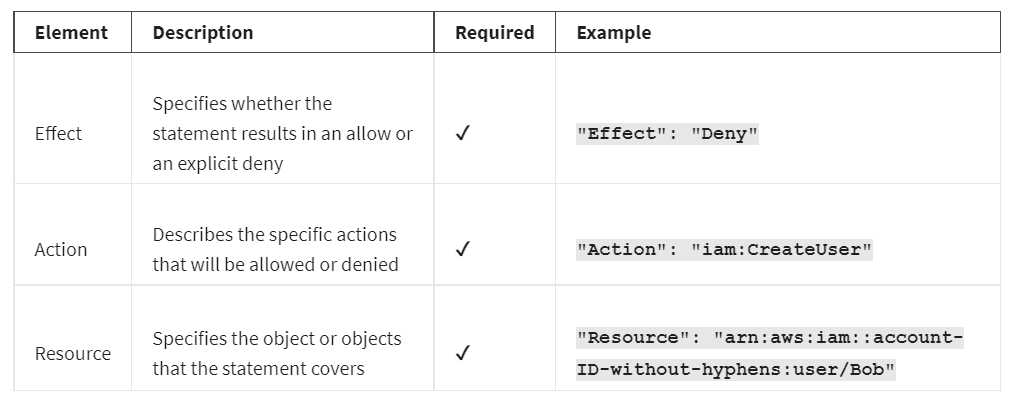 Element Description Required Example
Specifies whether the
Effect statement results in an allow or ✓ "Effect": "Deny"
an explicit deny
Describes the specific actions
Action ✓ "Action": "iam:CreateUser"
that will be allowed or denied
Specifies the object or objects "Resource": "arn:aws:iam::account-
Resource ✓
that the statement covers ID-without-hyphens:user/Bob"